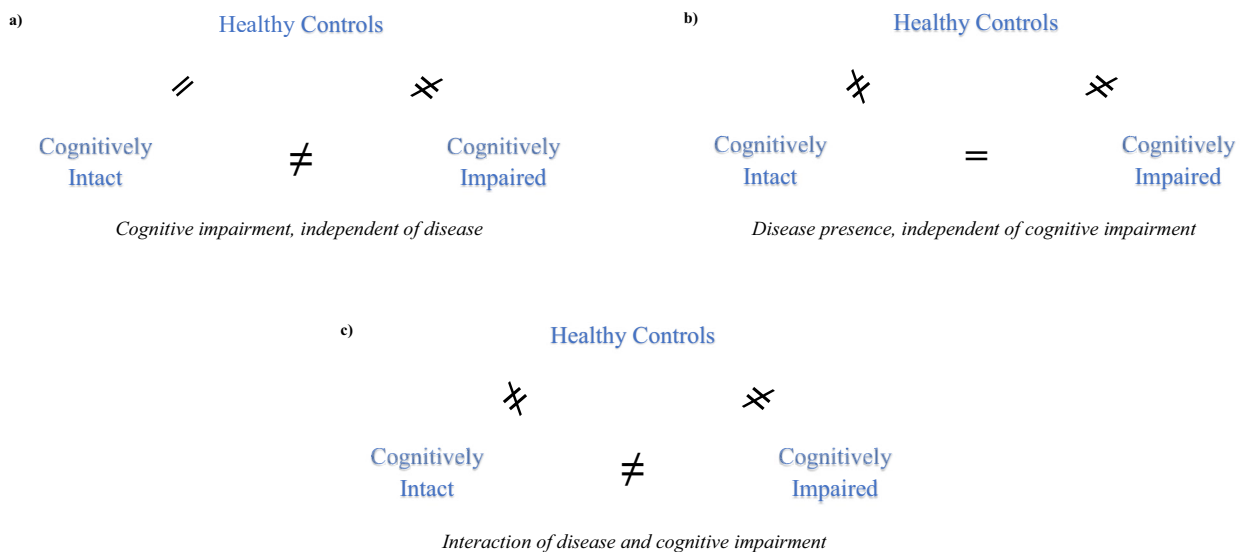 a)
Healthy Controls
= ≠
Cognitively
Intact
≠
Cognitively
Impaired
Cognitive impairment, independent of disease
b)
Healthy Controls
≠ ≠
Cognitively
Intact
=
Cognitively
Impaired
Disease presence, independent of cognitive impairment
c)
Healthy Controls
≠ ≠
Cognitively
Intact
≠
Cognitively
Impaired
Interaction of disease and cognitive impairment